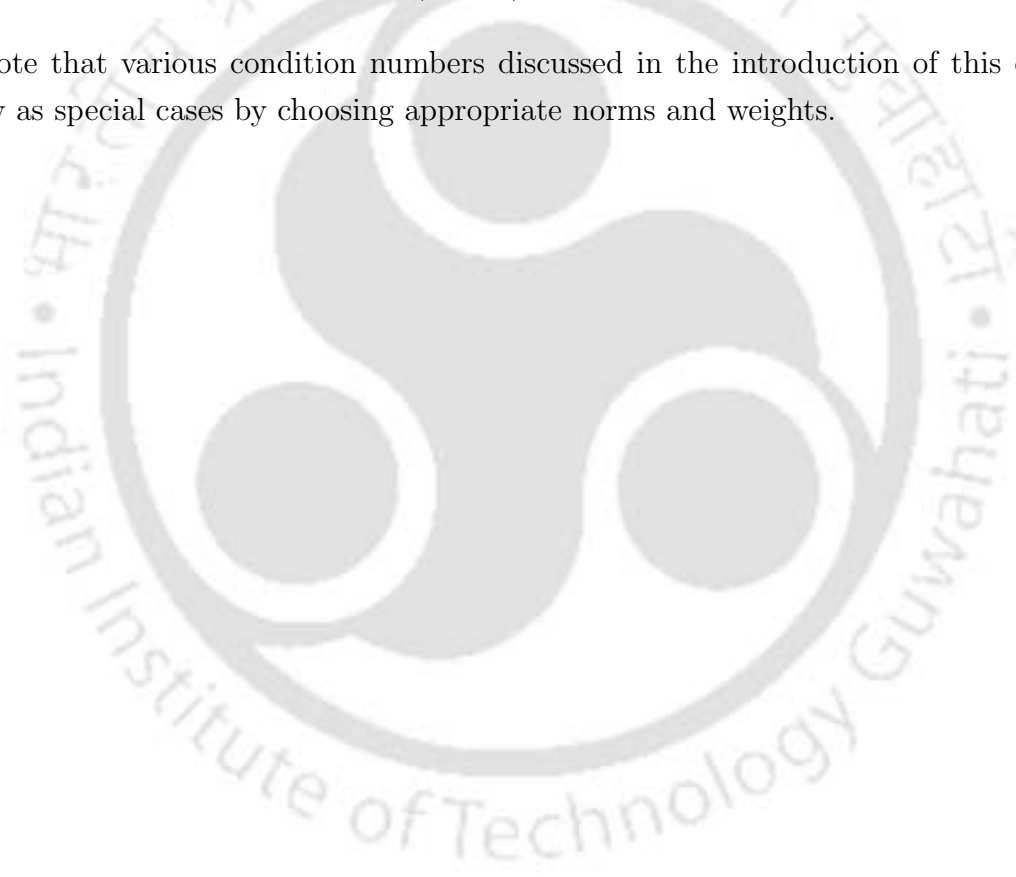 ote that various condition numbers discussed in the introduction of this
as special cases by choosing appropriate norms and weights.
• Indian Institute of Technology Guwahati •